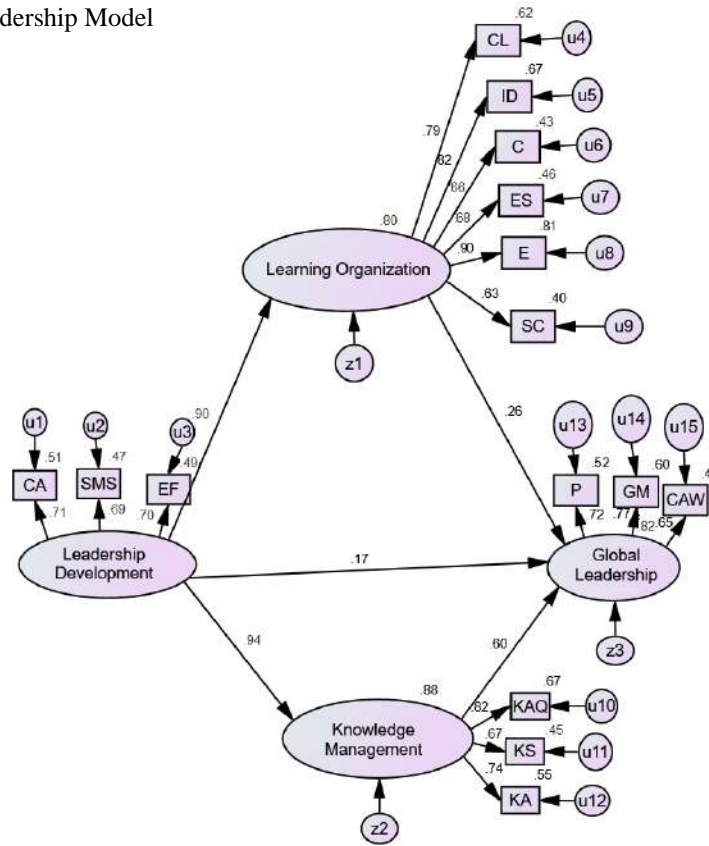 dership Model
.62
CL
u4
.67
ID
u5
.79
.43
C
u6
.82
.66
.46
ES
u7
.80
.68
.81
E
u8
.90
Learning Organization
.63
.40
SC
u9
z1
.90
.26
u1
u2
u3
u13
u14
u15
.51
.47
.49
.52
.60
.4
CA
SMS
EF
P
GM
CAW
.71
.69
.70
.72
.77
.82
.65
Leadership
Development
.17
Global
Leadership
.94
.60
z3
.88
.67
.82
KAQ
u10
Knowledge
Management
.67
KS
.45
u11
.74
KA
.55
u12
z2